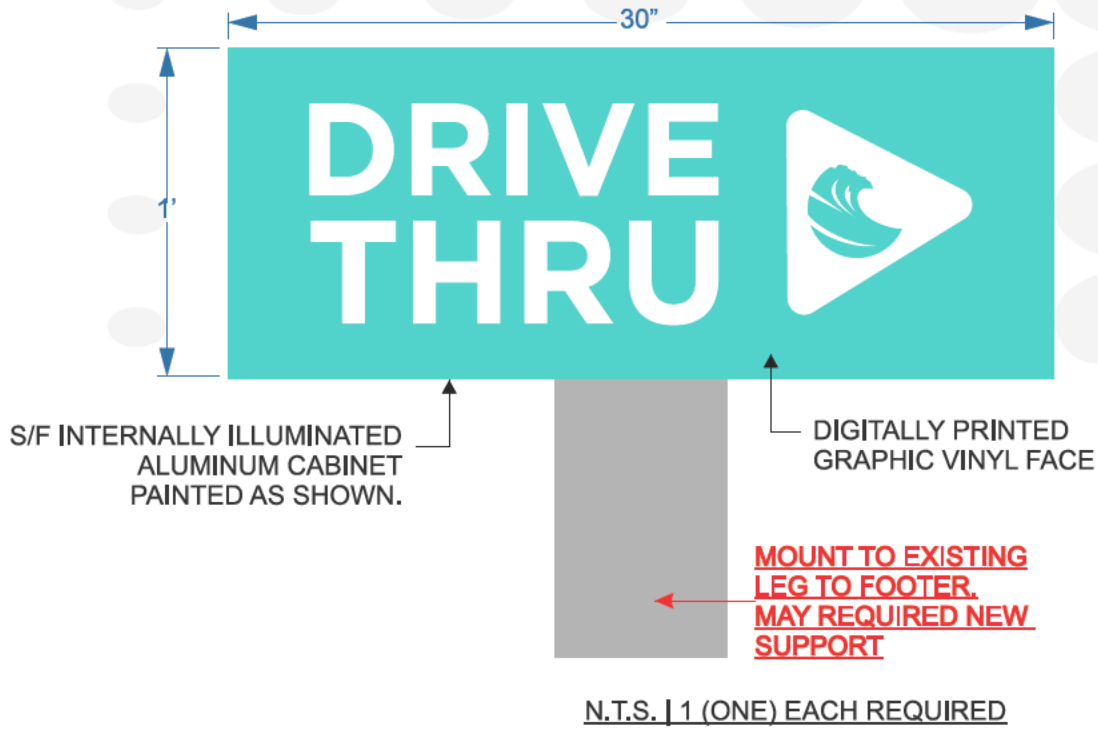 30”
1’
DRIVE
THRU
S/F INTERNALLY ILLUMINATED
ALUMINUM CABINET
PAINTED AS SHOWN.
DIGITALLY PRINTED
GRAPHIC VINYL FACE
MOUNT TO EXISTING
LEG TO FOOTER.
MAY REQUIRED NEW
SUPPORT
N.T.S. | 1 (ONE) EACH REQUIRED